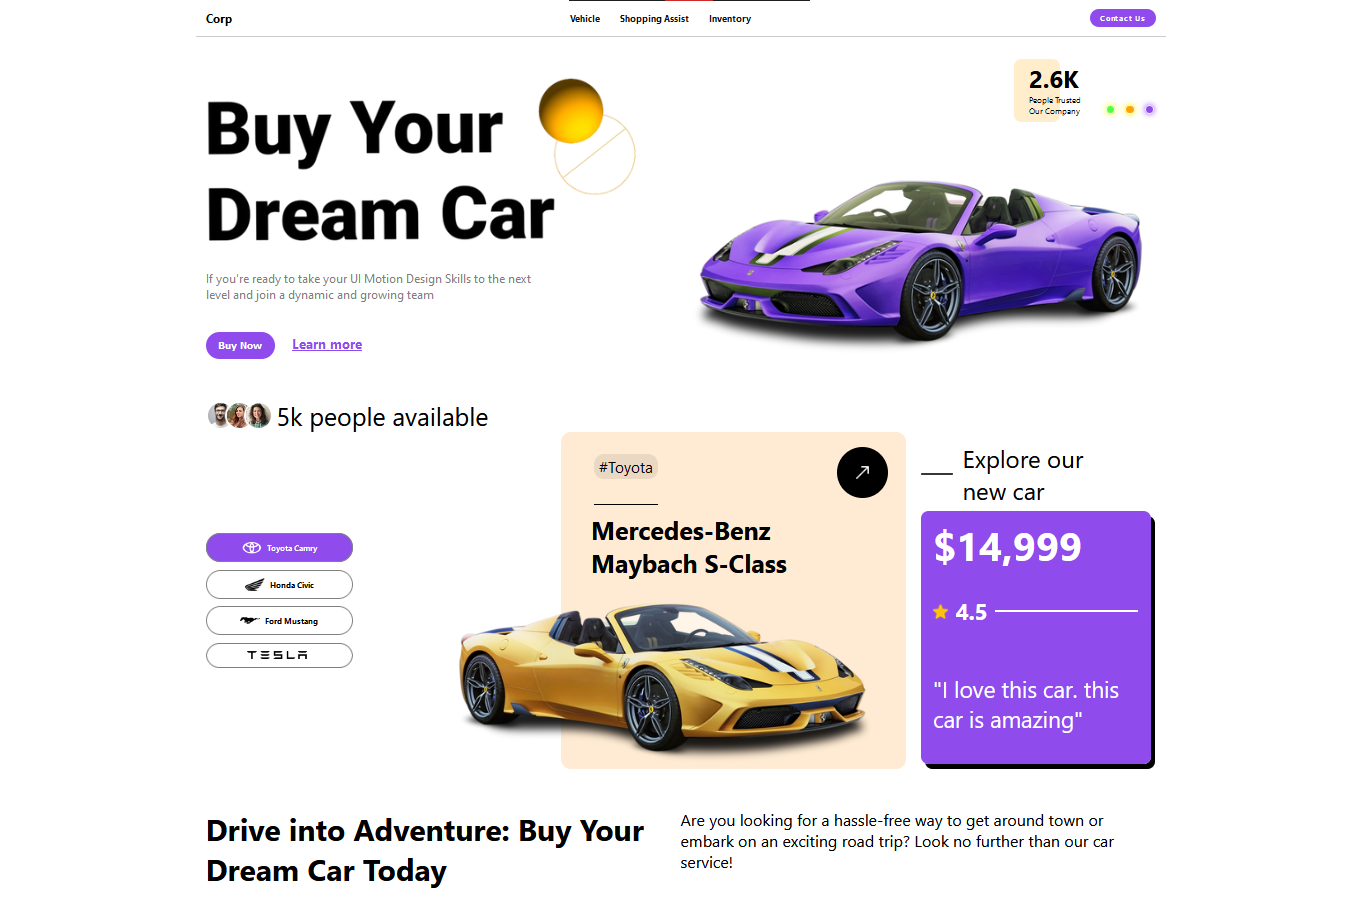 Corp
Vehicle
Shopping Assist
Inventory
Contact Us
Buy Your
Dream Car
2.6K
People Trusted
Our Company
If you're ready to take your UI Motion Design Skills to the next
level and join a dynamic and growing team
Buy Now
Learn more
5k people available
Toyota Camry
Honda Civic
Ford Mustang
TESLA
#Toyota
Mercedes-Benz
Maybach S-Class
Explore our
new car
$14,999
4.5
"I love this car. this
car is amazing"
Drive into Adventure: Buy Your
Dream Car Today
Are you looking for a hassle-free way to get around town or
embark on an exciting road trip? Look no further than our car
service!